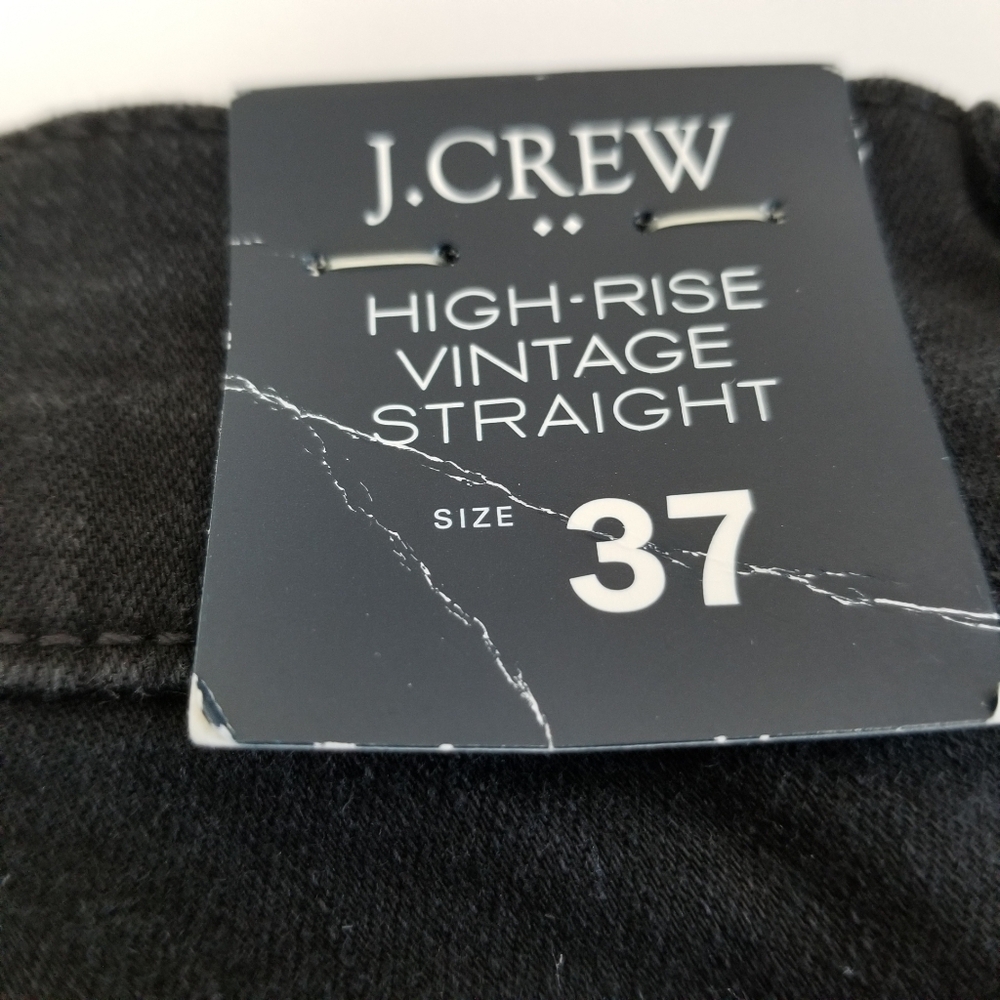 J.CREW
HIGH-RISE
VINTAGE
STRAIGHT
SIZE 37